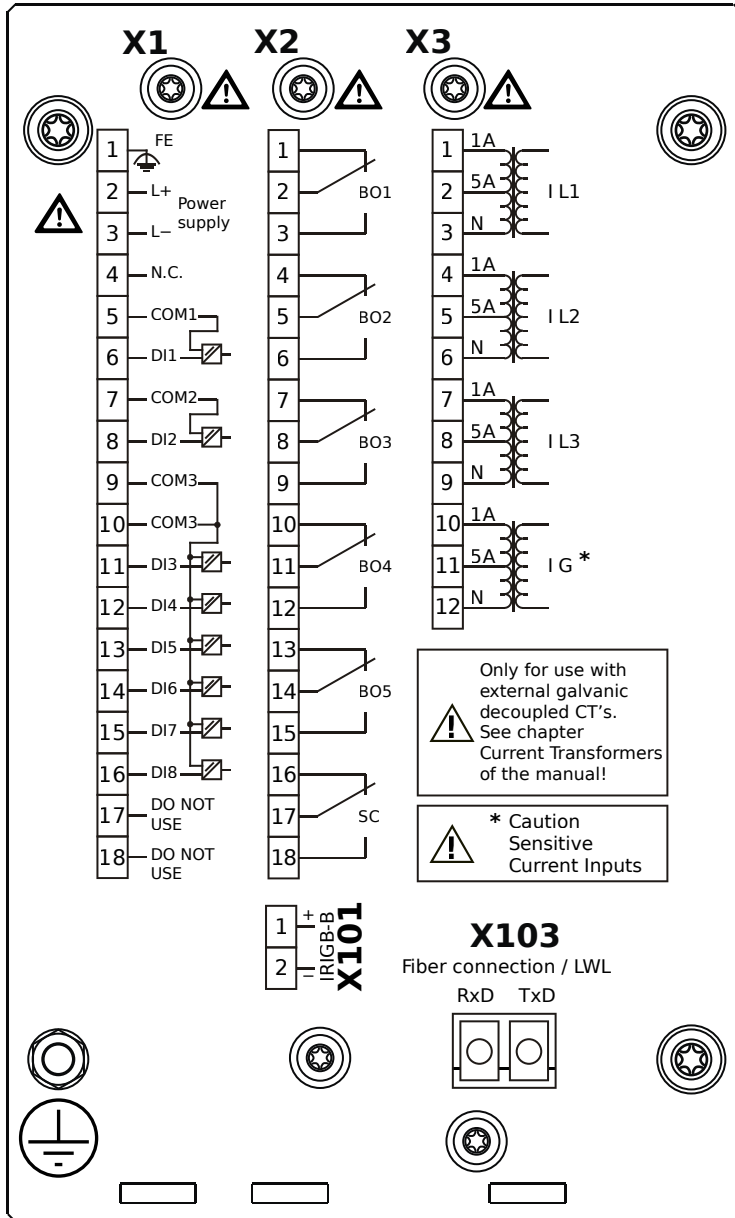 X1 X2 X3
1 FE
2 L+
Power
supply
3 L−
4 N.C.
5 COM1
6 DI1
7 COM2
8 DI2
9 COM3
10 COM3
11 DI3
12 DI4
13 DI5
14 DI6
15 DI7
16 DI8
17 DO NOT
USE
18 DO NOT
USE
1
2 BO1
3
4
5 BO2
6
7
8 BO3
9
10
11 BO4
12
13
14 BO5
15
16
17 SC
18
1 1A
2 5A I L1
3 N
4 1A
5 5A I L2
6 N
7 1A
8 5A I L3
9 N
10 1A
11 5A I G *
12 N
Only for use with
external galvanic
decoupled CT's.
See chapter
Current Transformers
of the manual!
* Caution
Sensitive
Current Inputs
1 +
2 −
IRIGB-B
X101
X103
Fiber connection / LWL
RxD TxD